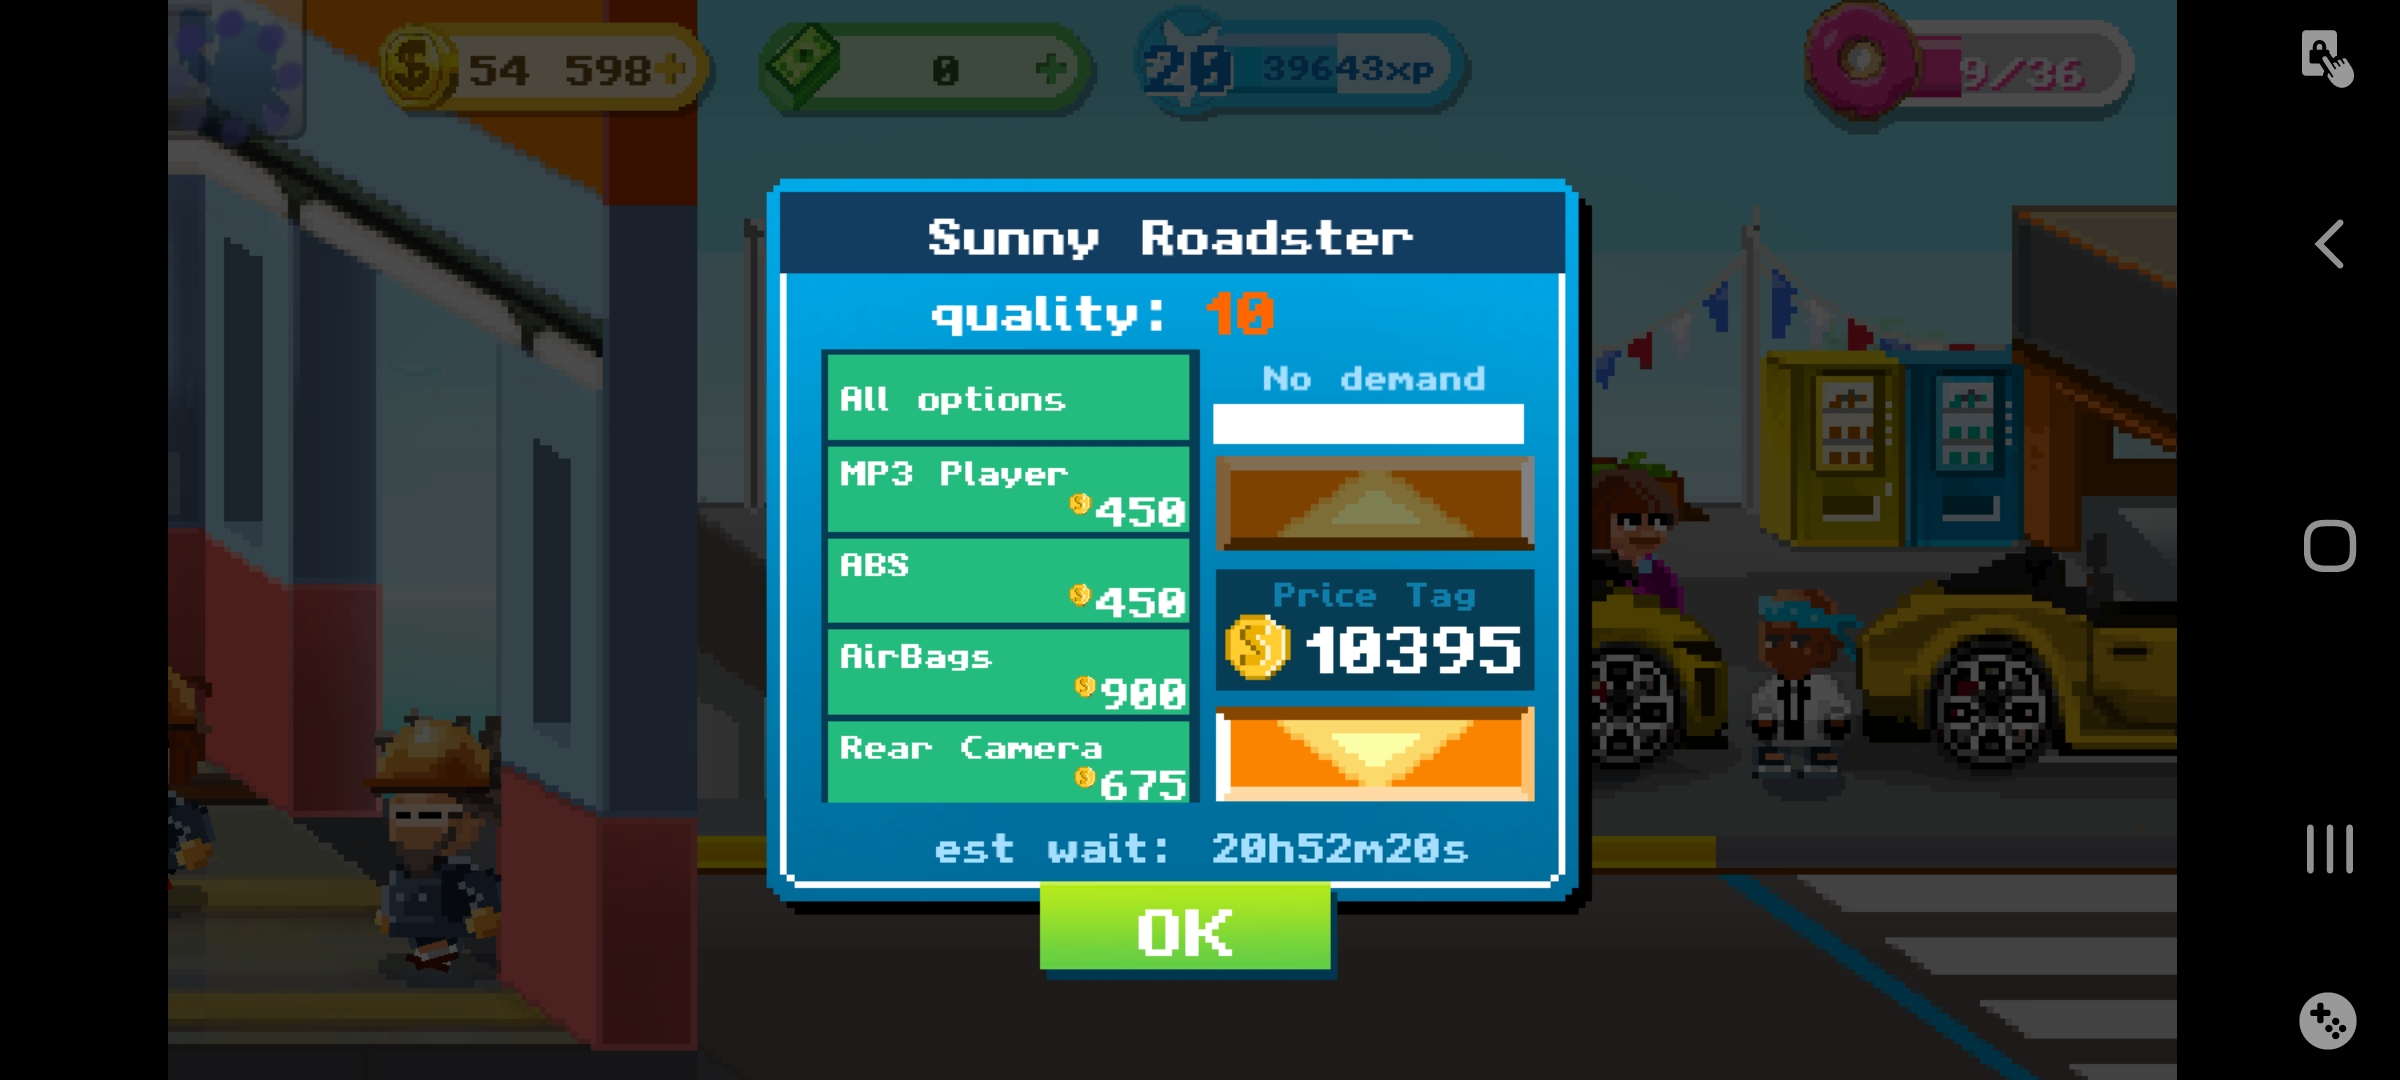 54 598+
0 +
20 39643xp
9/36
Sunny Roadster
quality: 10
All options
No demand
MP3 Player
450
ABS
450
Price Tag
10395
AirBags
900
Rear Camera
675
est wait: 20h52m20s
OK